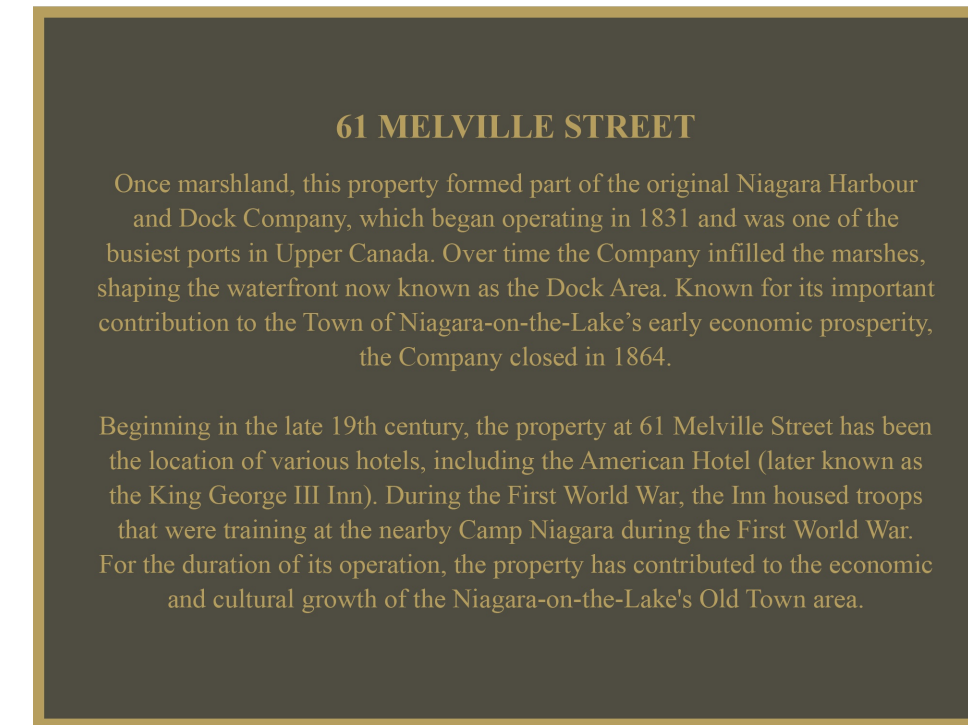 61 MELVILLE STREET
Once marshland, this property formed part of the original Niagara Harbour
and Dock Company, which began operating in 1831 and was one of the
busiest ports in Upper Canada. Over time the Company infilled the marshes,
shaping the waterfront now known as the Dock Area. Known for its important
contribution to the Town of Niagara-on-the-Lake’s early economic prosperity,
the Company closed in 1864.
Beginning in the late 19th century, the property at 61 Melville Street has been
the location of various hotels, including the American Hotel (later known as
the King George III Inn). During the First World War, the Inn housed troops
that were training at the nearby Camp Niagara during the First World War.
For the duration of its operation, the property has contributed to the economic
and cultural growth of the Niagara-on-the-Lake's Old Town area.